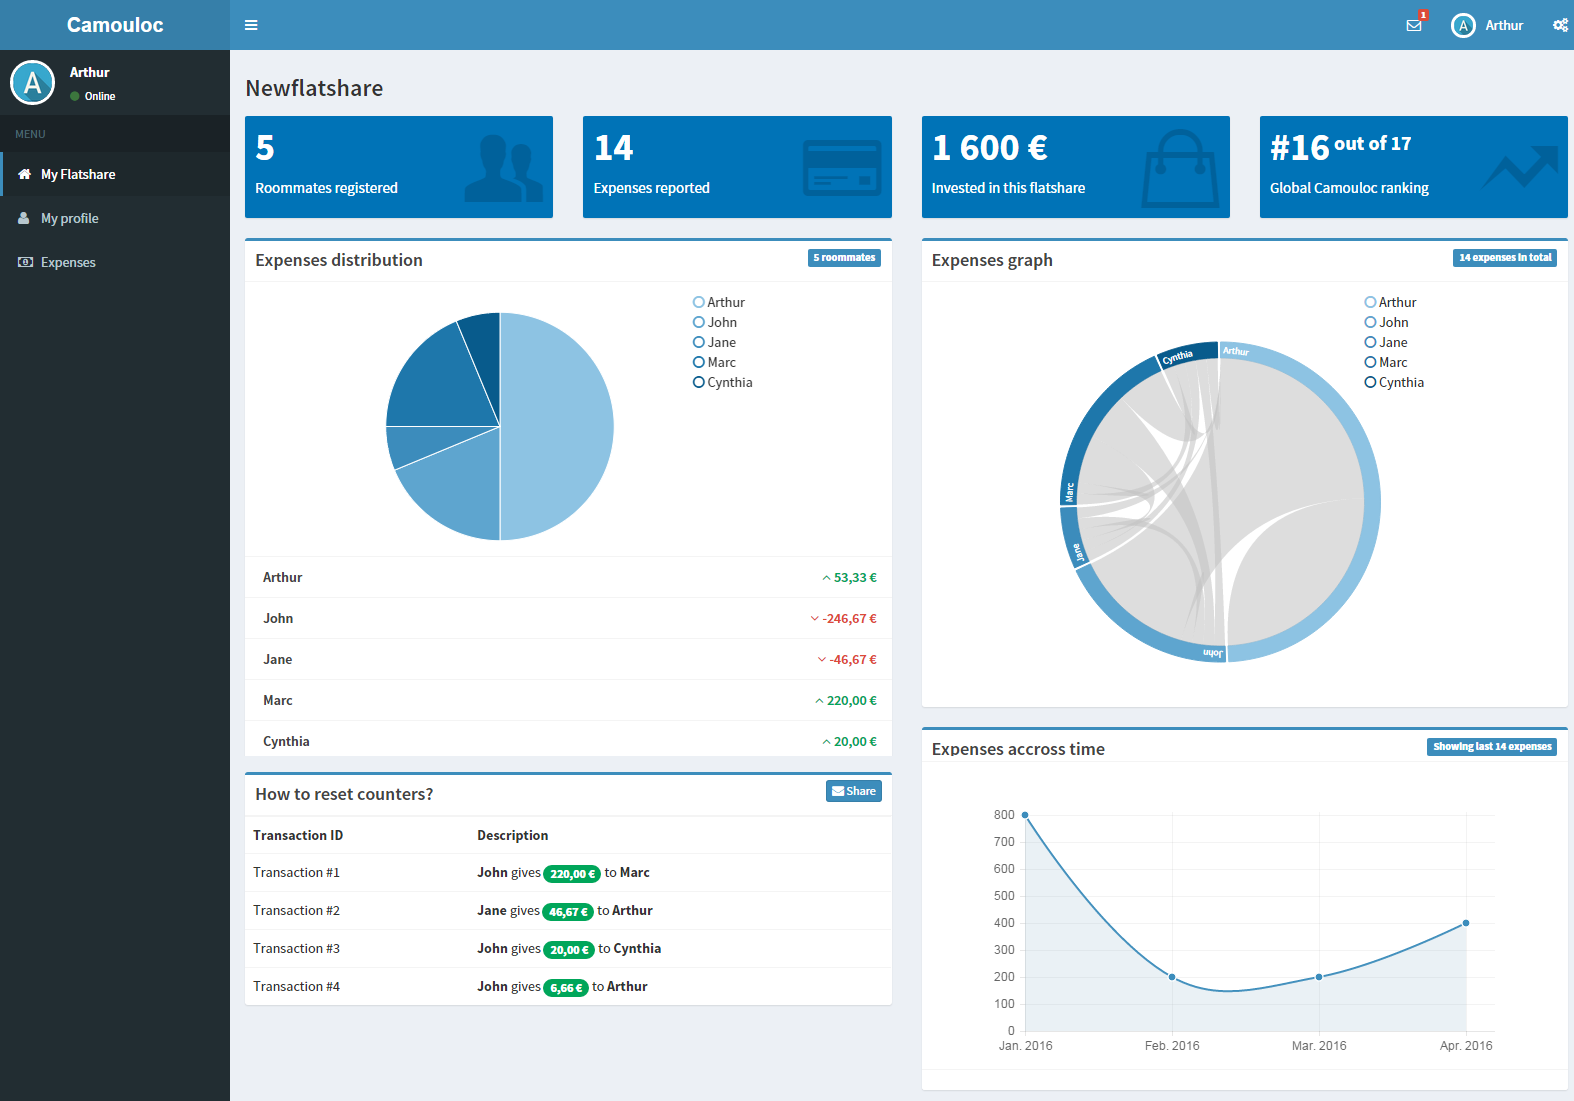 Camouloc
1
Arthur
Arthur
Online
MENU
My Flatshare
My profile
Expenses
Newflatshare
5
Roommates registered
14
Expenses reported
1 600 €
Invested in this flatshare
#16 out of 17
Global Camouloc ranking
Expenses distribution
5 roommates
Arthur
John
Jane
Marc
Cynthia
Arthur
53,33 €
John
-246,67 €
Jane
-46,67 €
Marc
220,00 €
Cynthia
20,00 €
How to reset counters?
Share
Transaction ID Description
Transaction #1 John gives 220,00 € to Marc
Transaction #2 Jane gives 46,67 € to Arthur
Transaction #3 John gives 20,00 € to Cynthia
Transaction #4 John gives 6,66 € to Arthur
Expenses graph
14 expenses in total
Arthur
John
Jane
Marc
Cynthia
Cynthia
Arthur
Marc
Jane
John
Expenses accross time
Showing last 14 expenses
800
700
600
500
400
300
200
100
0
Jan. 2016 Feb. 2016 Mar. 2016 Apr. 2016